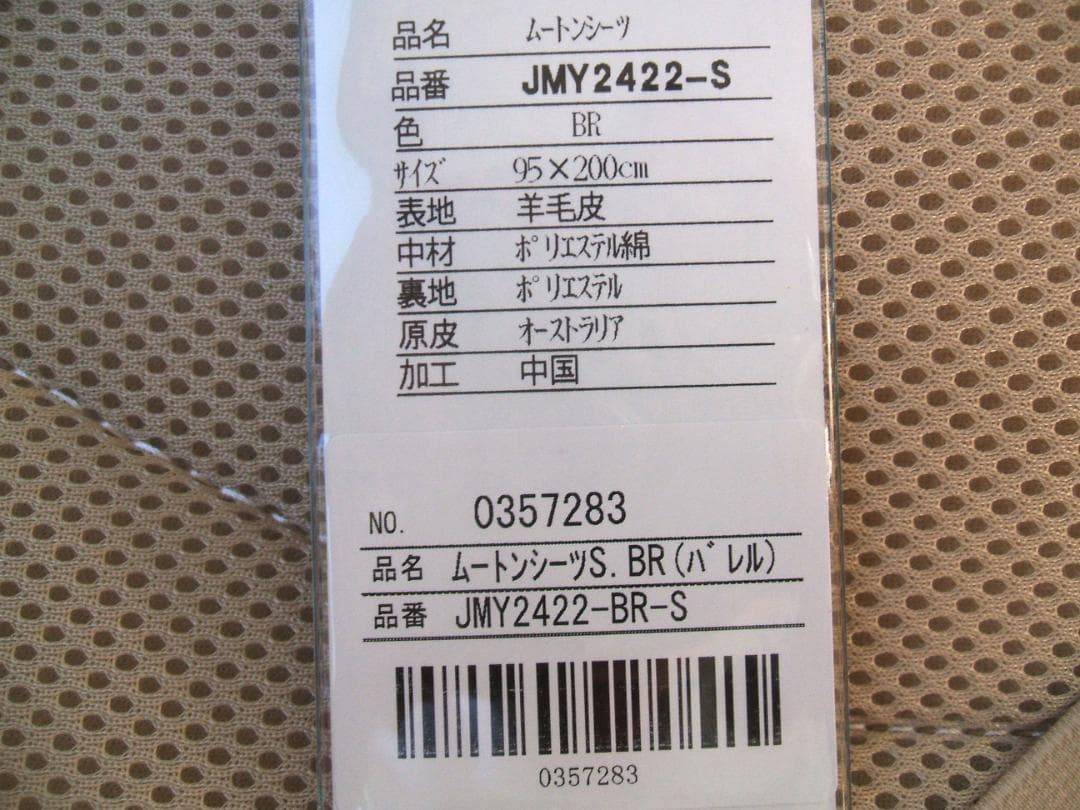 品名 ムートンシーツ
品番 JMY2422-S
色 BR
サイズ 95×200cm
表地 羊毛皮
中材 ポリエステル綿
裏地 ポリエステル
原皮 オーストラリア
加工 中国
NO. 0357283
品名 ムートンシーツS.BR(バレル)
品番 JMY2422-BR-S
0357283